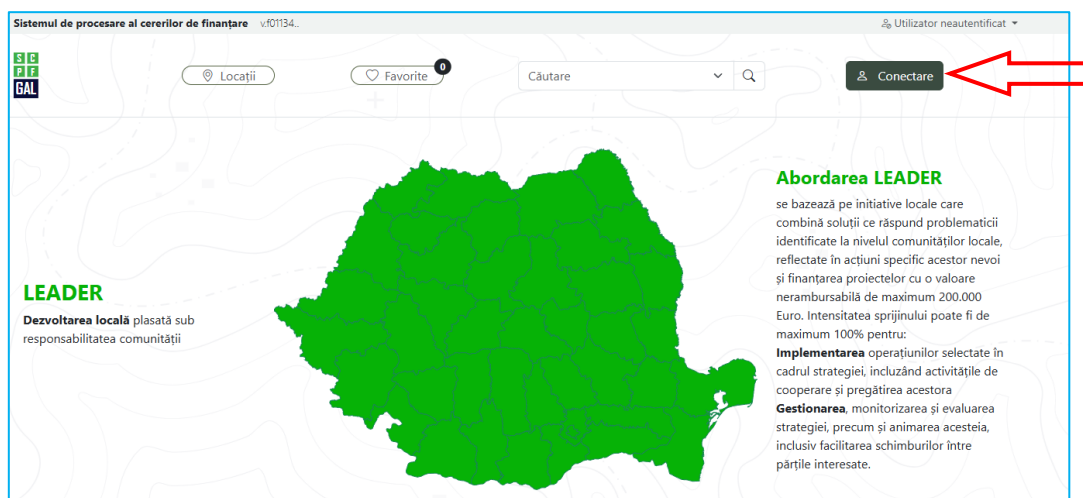 Sistemul de procesare al cererilor de finanțare v.f01134...
Utilizator neautentificat
S C
P F
GAL
Locații
Favorite
0
Căutare
Conectare
LEADER
Dezvoltarea locală plasată sub
responsabilitatea comunității
Abordarea LEADER
se bazează pe initiative locale care
combină soluții ce răspund problematicii
identificate la nivelul comunităților locale,
reflectate în acțiuni specific acestor nevoi
și finanțarea proiectelor cu o valoare
nerambursabilă de maximum 200.000
Euro. Intensitatea sprijinului poate fi de
maximum 100% pentru:
Implementarea operațiunilor selectate în
cadrul strategiei, incluzând activitățile de
cooperare și pregătirea acestora
Gestionarea, monitorizarea și evaluarea
strategiei, precum și animarea acesteia,
inclusiv facilitarea schimburilor între
părțile interesate.